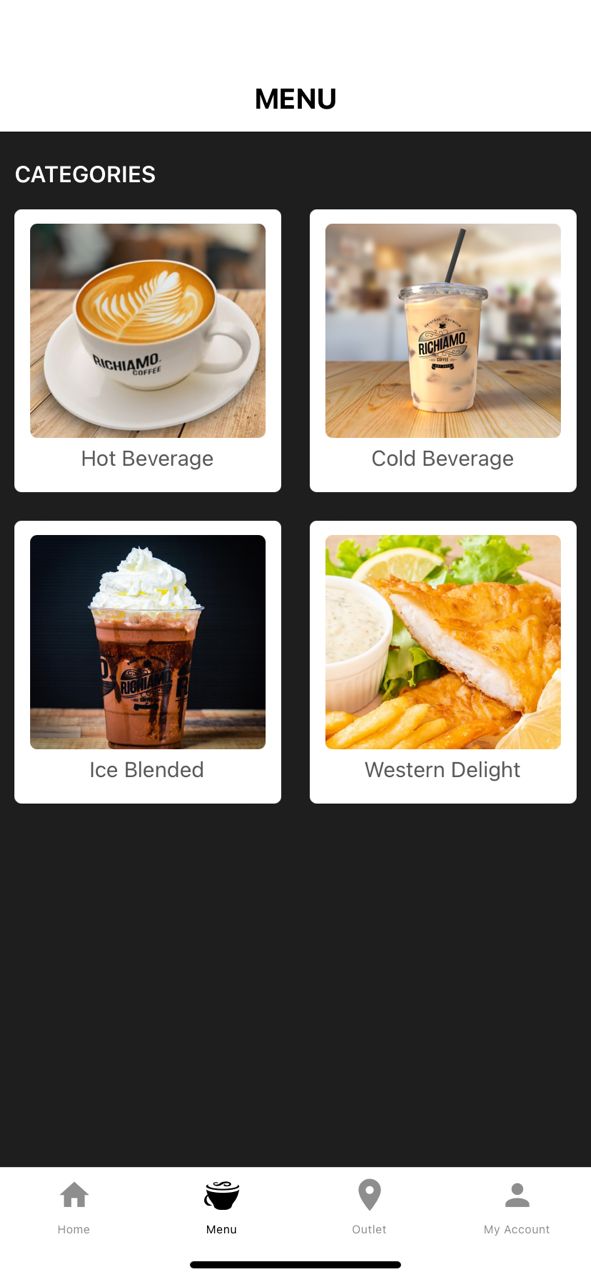 MENU
CATEGORIES
RICHIAMO
COFFEE
RICHIAMO
COFFEE
Hot Beverage
Cold Beverage
RICHIAMO
Ice Blended
Western Delight
Home
Menu
Outlet
My Account